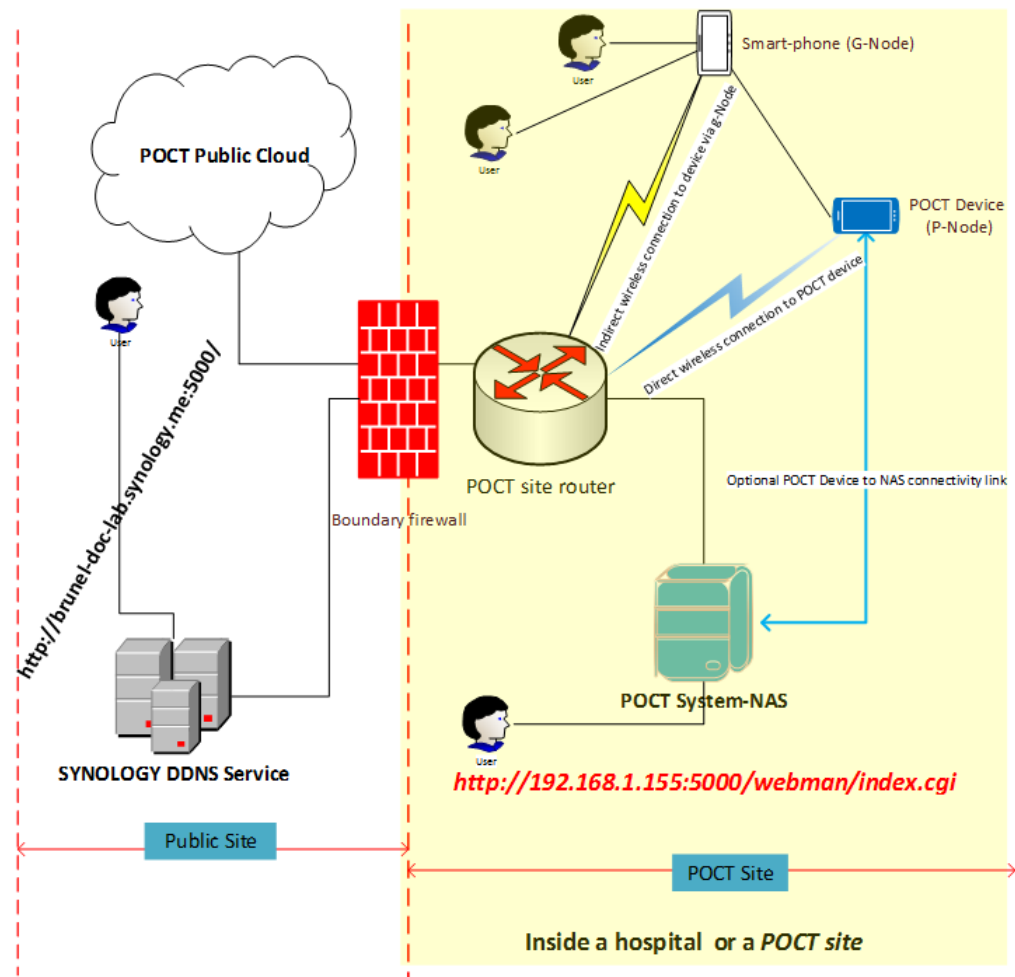 User
Smart-phone (G-Node)
User
POCT Public Cloud
Indirect wireless connection to device via g-Node
POCT Device
(P-Node)
User
Direct wireless connection to POCT device
http://brunel-doc-lab.synology.me:5000/
POCT site router
Optional POCT Device to NAS connectivity link
Boundary firewall
POCT System-NAS
User
SYNOLOGY DDNS Service
http://192.168.1.155:5000/webman/index.cgi
Public Site
POCT Site
Inside a hospital or a POCT site